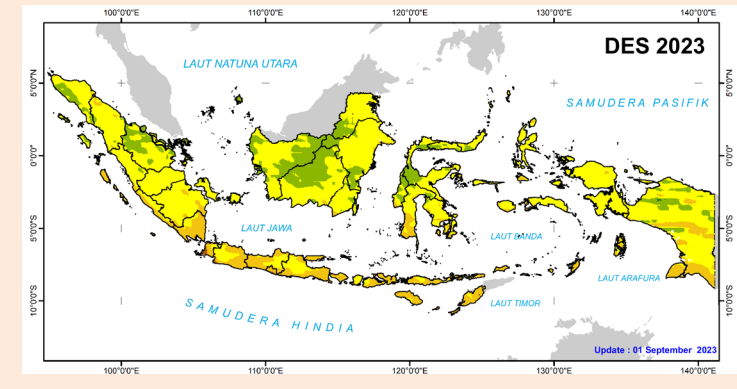 100°0'0"E 110°0'0"E 120°0'0"E 130°0'0"E 140°0'0"E
DES 2023
LAUT NATUNA UTARA
SAMUDERA PASIFIK
5°0'0"N 5°0'0"N
0°0'0" 0°0'0"
LAUT JAWA
LAUT BANDA
5°0'0"S 5°0'0"S
LAUT ARAFURA
LAUT TIMOR
10°0'0"S 10°0'0"S
SAMUDERA HINDIA
Update : 01 September 2023
100°0'0"E 110°0'0"E 120°0'0"E 130°0'0"E 140°0'0"E